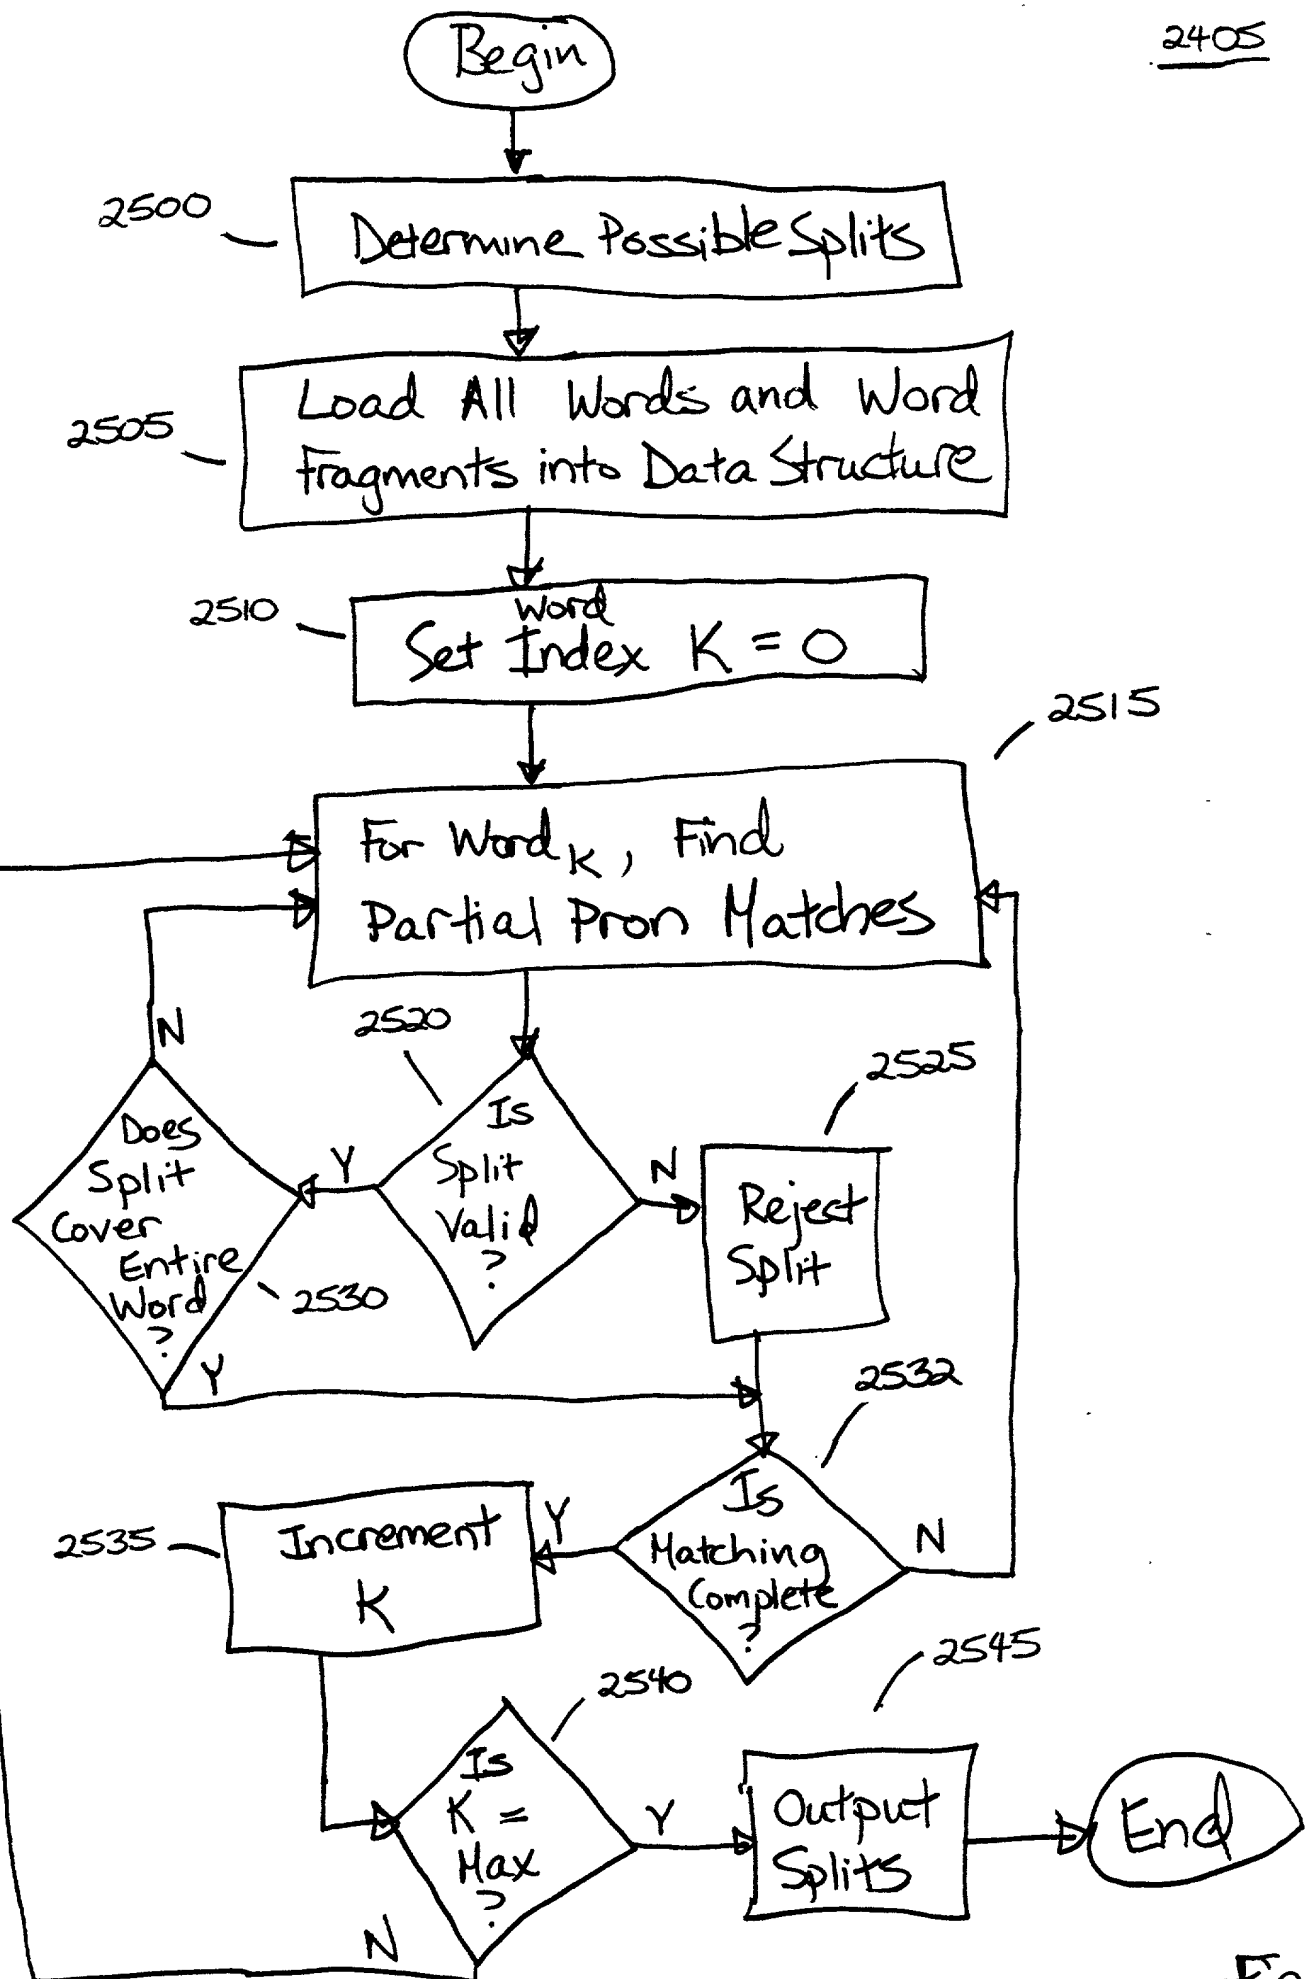 2405
Begin
2500
Determine Possible Splits
2505
Load All Words and Word
Fragments into Data Structure
2510
Word
Set Index K = 0
2515
For Word K, Find
Partial Pron Matches
2520
2525
N
Does
Split
Cover
Entire
Word
?
2530
Y
Y
Is
Split
Valid
?
N
Reject
Split
2532
2535
Increment
K
Y
Is
Matching
Complete
?
N
2540
2545
Is
K =
Max
?
Y
N
Output
Splits
End